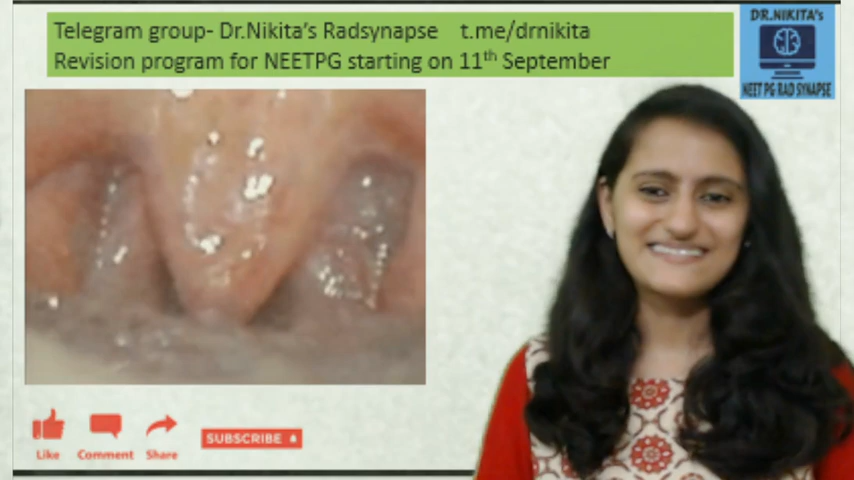 Telegram group- Dr.Nikita's Radsynapse t.me/drnikita
Revision program for NEETPG starting on 11th September
DR.NIKITA's
NEET PG RAD SYNAPSE
Like Comment Share
SUBSCRIBE